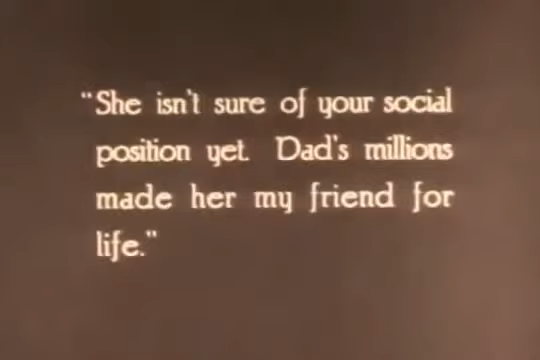 "She isn't sure of your social
position yet. Dad's millions
made her my friend for
life."